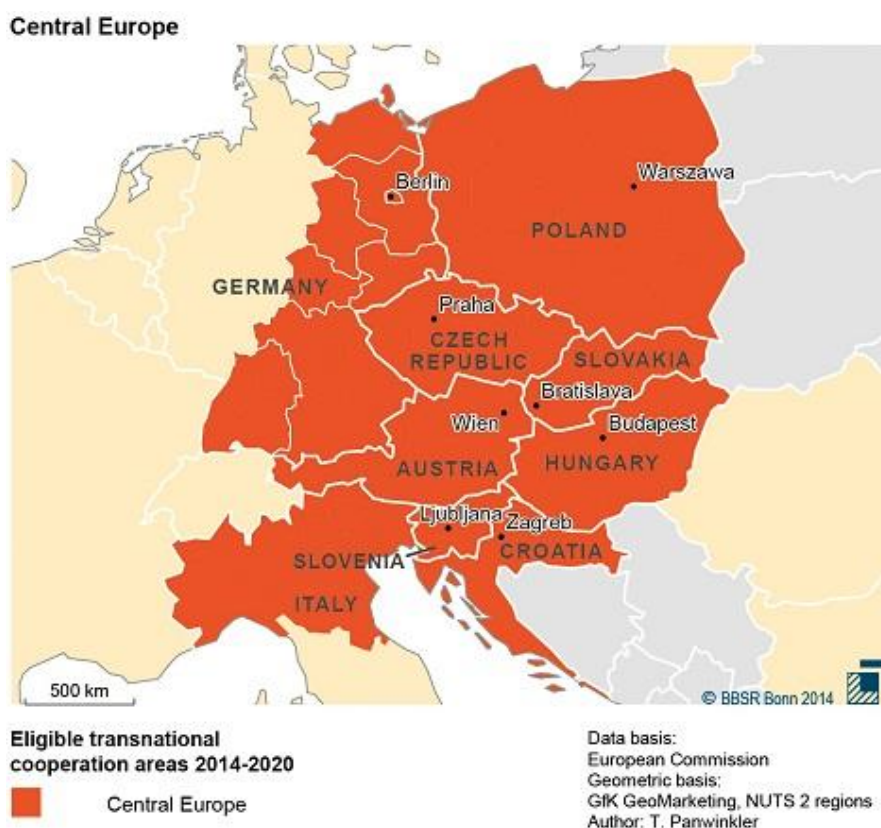 Central Europe
Berlin
Warszawa
POLAND
GERMANY
Praha
CZECH
REPUBLIC
SLOVAKIA
Bratislava
Wien
Budapest
AUSTRIA
HUNGARY
Ljubljana
Zagreb
SLOVENIA
CROATIA
ITALY
500 km
© BBSR Bonn 2014
Eligible transnational
cooperation areas 2014-2020
Central Europe
Data basis:
European Commission
Geometric basis:
GfK GeoMarketing, NUTS 2 regions
Author: T. Panwinkler